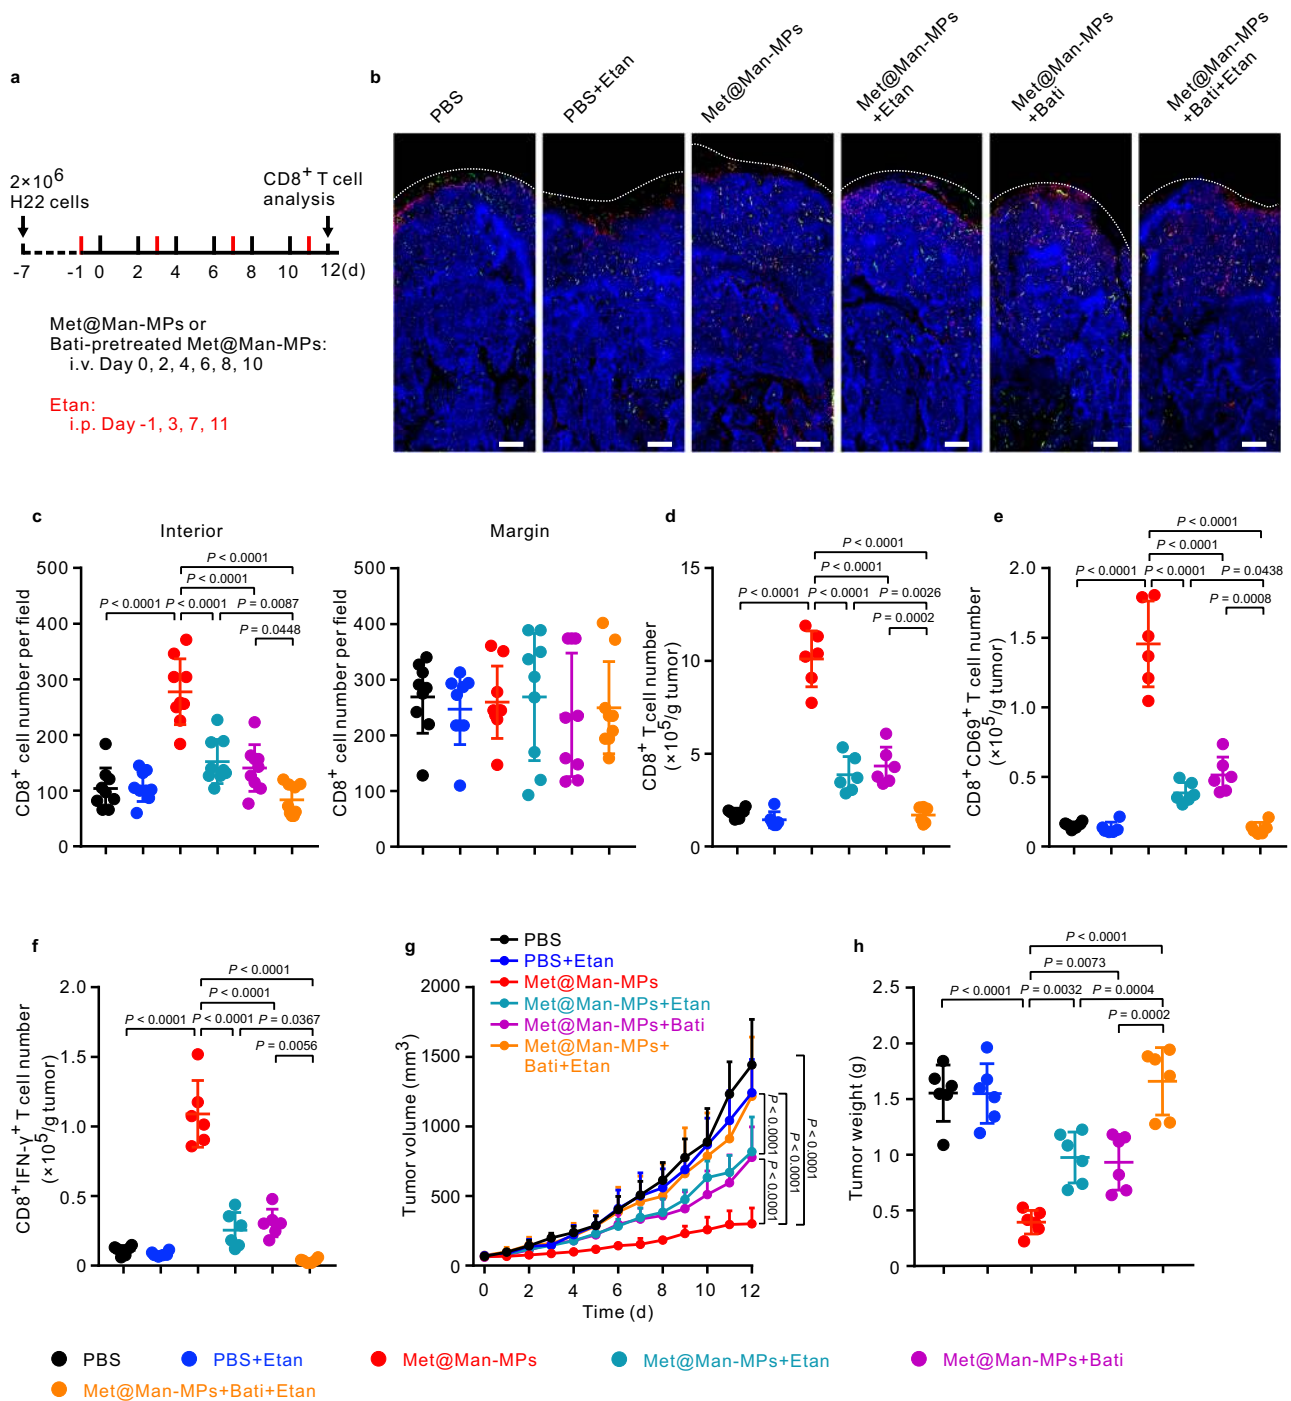 a
2×10⁶
H22 cells
CD8⁺ T cell
analysis
-7 -1 0 2 4 6 8 10 12(d)
Met@Man-MPs or
Bati-pretreated Met@Man-MPs:
i.v. Day 0, 2, 4, 6, 8, 10
Etan:
i.p. Day -1, 3, 7, 11
b
PBS
PBS+Etan
Met@Man-MPs
Met@Man-MPs
+Etan
Met@Man-MPs
+Bati
Met@Man-MPs
+Bati+Etan
c
Interior
CD8⁺ cell number per field
500
400
300
200
100
0
P < 0.0001
P < 0.0001
P < 0.0001 P < 0.0001 P = 0.0087
P = 0.0448
Margin
CD8⁺ cell number per field
500
400
300
200
100
0
d
CD8⁺ T cell number
(×10⁵/g tumor)
15
10
5
0
P < 0.0001
P < 0.0001
P < 0.0001 P < 0.0001 P = 0.0026
P = 0.0002
e
CD8⁺CD69⁺ T cell number
(×10⁵/g tumor)
2.0
1.5
1.0
0.5
0
P < 0.0001
P < 0.0001
P < 0.0001 P < 0.0001 P = 0.0438
P = 0.0008
f
CD8⁺IFN-γ⁺ T cell number
(×10⁵/g tumor)
2.0
1.5
1.0
0.5
0
P < 0.0001
P < 0.0001
P < 0.0001 P < 0.0001 P = 0.0367
P = 0.0056
g
PBS
PBS+Etan
Met@Man-MPs
Met@Man-MPs+Etan
Met@Man-MPs+Bati
Met@Man-MPs+
Bati+Etan
Tumor volume (mm³)
2000
1500
1000
500
0
0 2 4 6 8 10 12
Time (d)
P < 0.0001
P < 0.0001
P < 0.0001
P < 0.0001
h
Tumor weight (g)
2.5
2.0
1.5
1.0
0.5
0
P < 0.0001
P = 0.0073
P < 0.0001 P = 0.0032 P = 0.0004
P = 0.0002
PBS PBS+Etan Met@Man-MPs Met@Man-MPs+Etan Met@Man-MPs+Bati
Met@Man-MPs+Bati+Etan